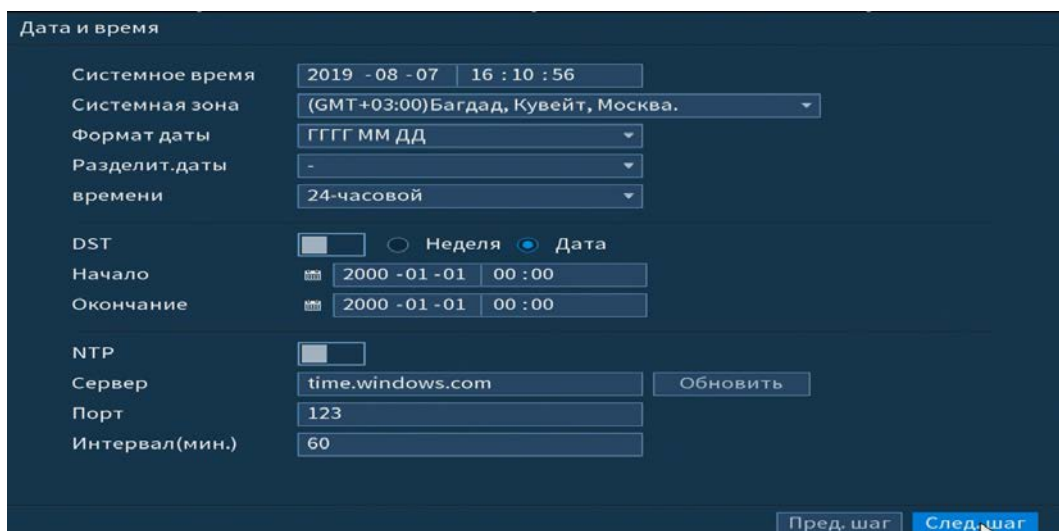 Дата и время
Системное время 2019 -08 -07 16 : 10 : 56
Системная зона (GMT+03:00)Багдад, Кувейт, Москва.
Формат даты ГГГГ ММ ДД
Разделит.даты -
времени 24-часовой
DST Неделя Дата
Начало 2000 -01 -01 00 : 00
Окончание 2000 -01 -01 00 : 00
NTP
Сервер time.windows.com Обновить
Порт 123
Интервал(мин.) 60
Пред. шаг След. шаг